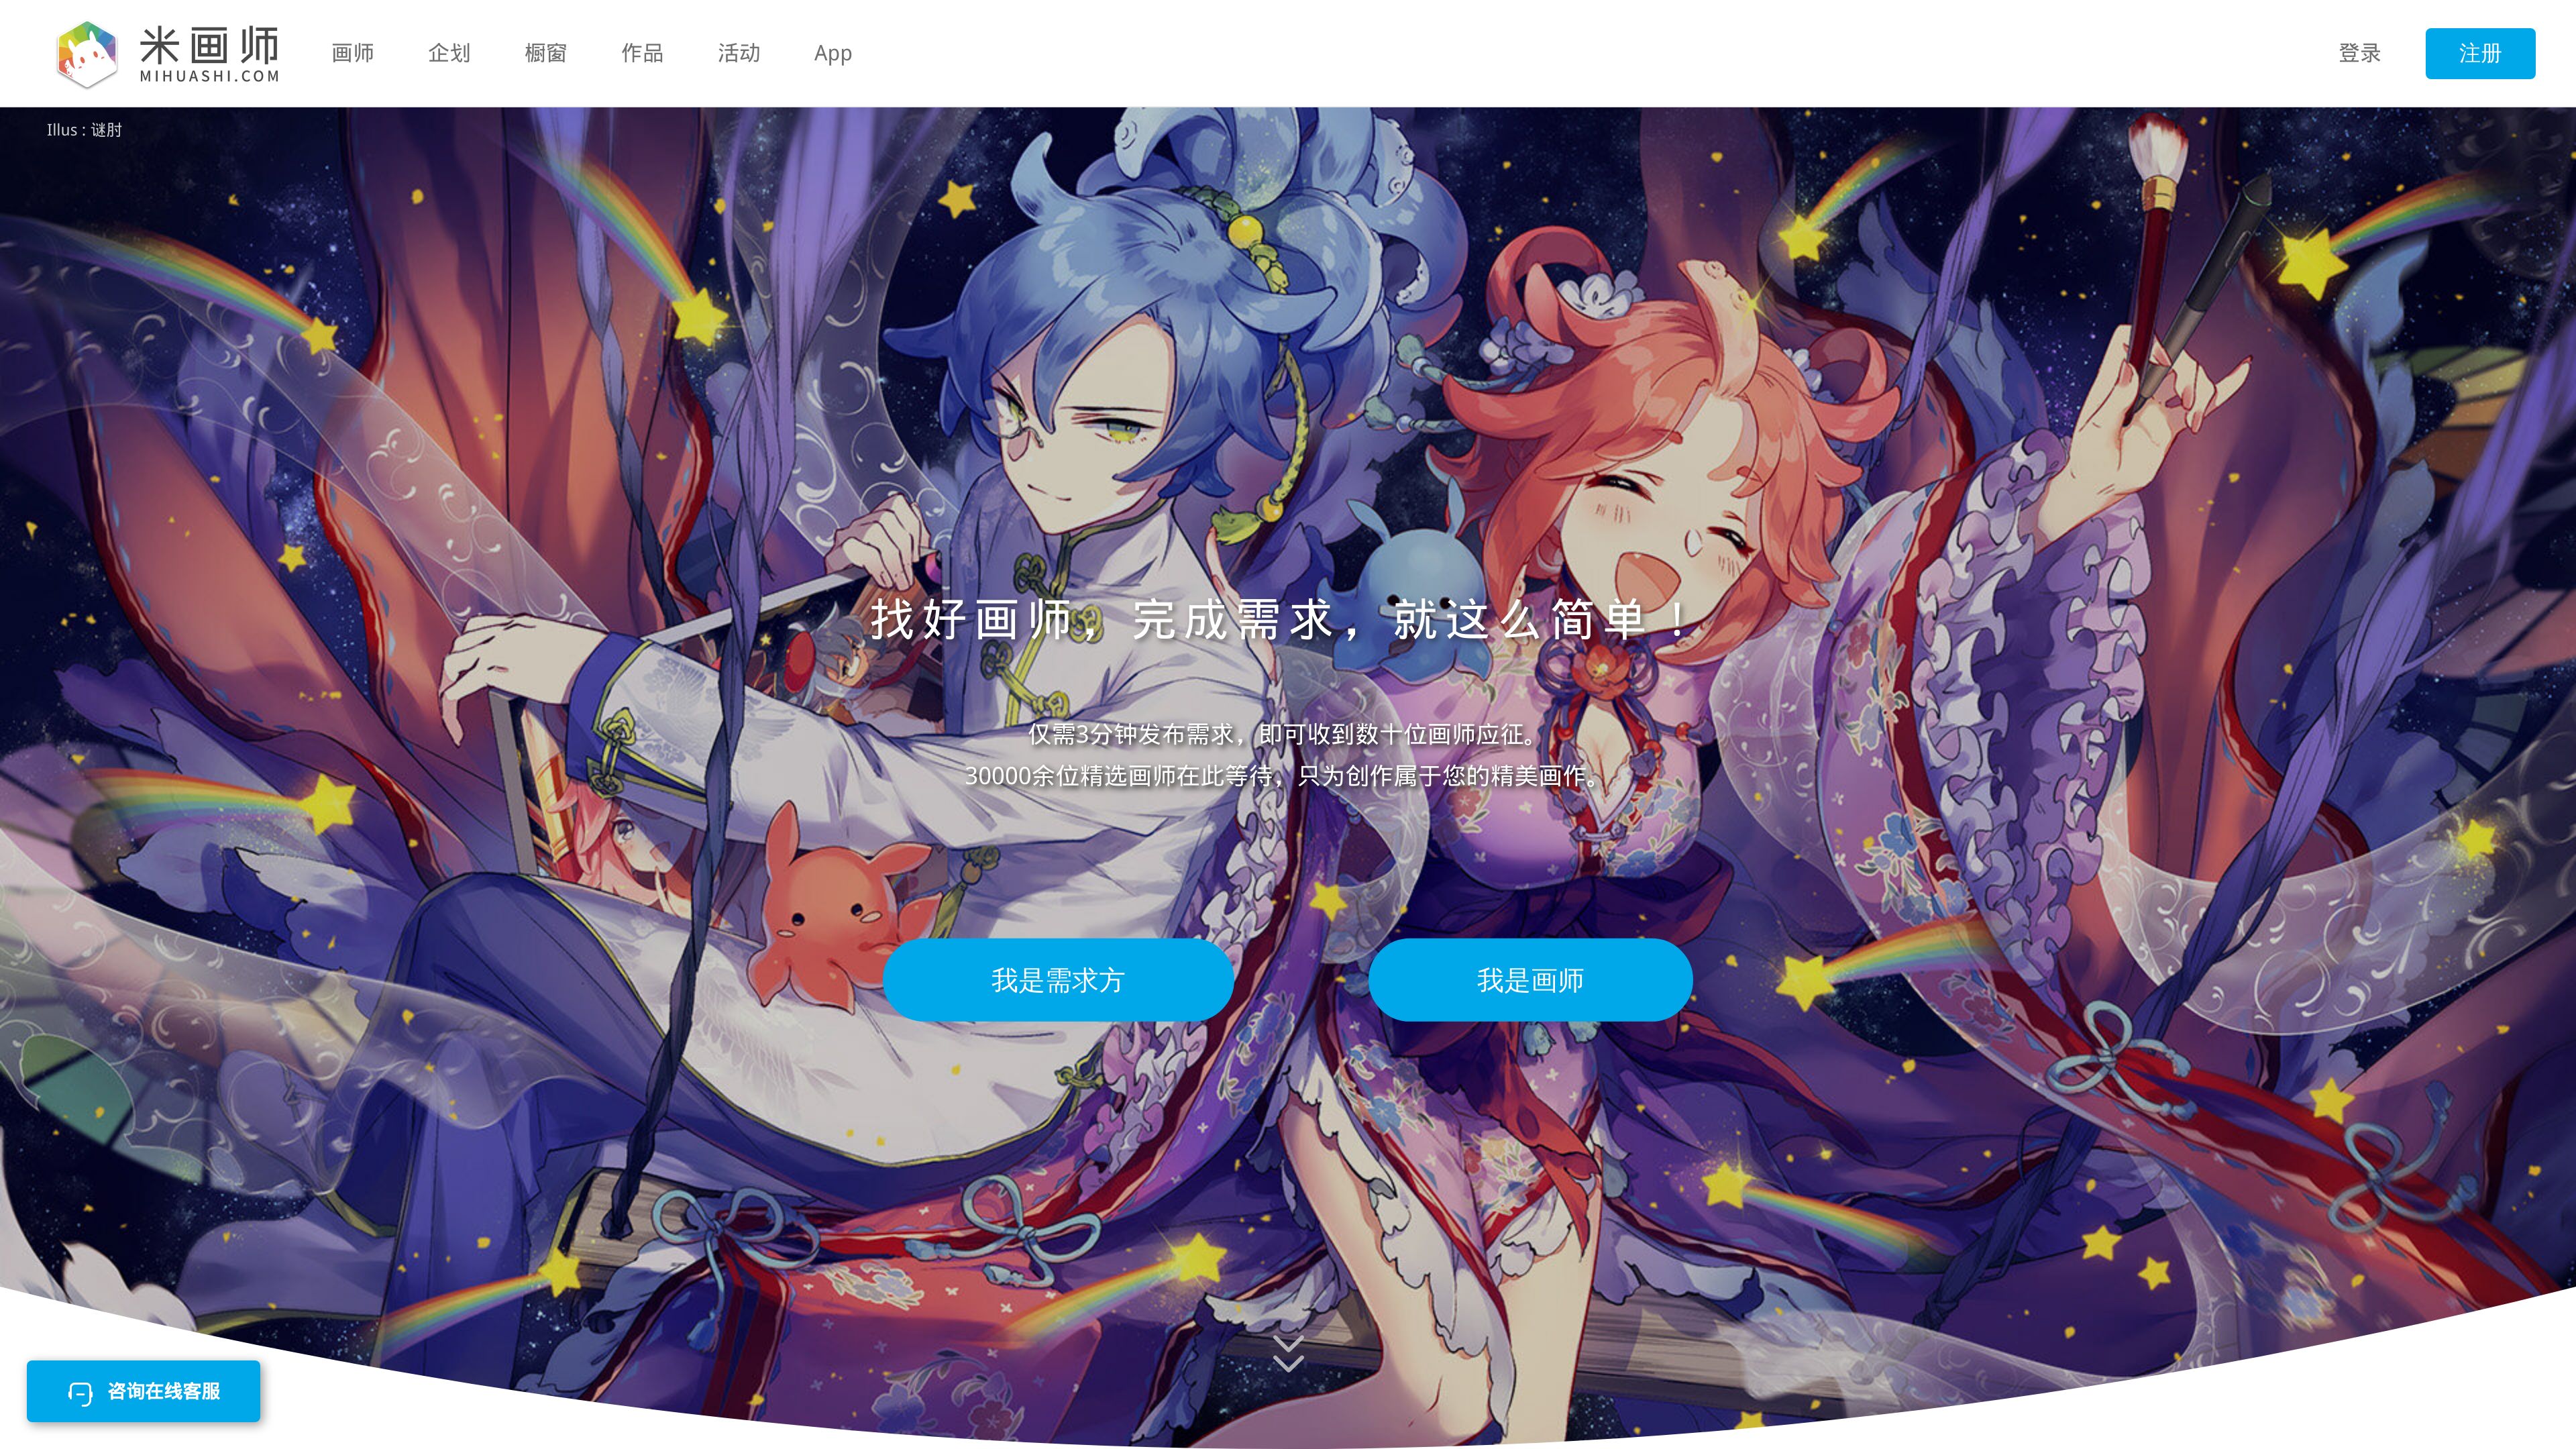 米画师
MIHUASHI.COM
画师
企划
橱窗
作品
活动
App
登录
注册
Illus : 谜肘
找好画师，完成需求，就这么简单！
仅需3分钟发布需求，即可收到数十位画师应征。
30000余位精选画师在此等待，只为创作属于您的精美画作。
我是需求方
我是画师
咨询在线客服